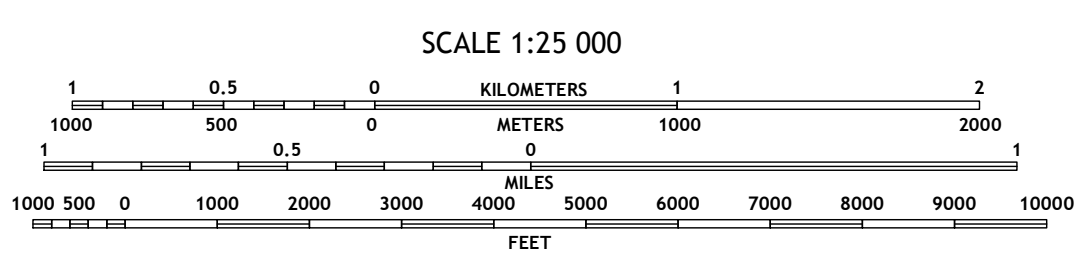 SCALE 1:25 000
1 0.5 0 KILOMETERS 1 2
1000 500 0 METERS 1000 2000
1 0.5 0 1
MILES
1000 500 0 1000 2000 3000 4000 5000 6000 7000 8000 9000 10000
FEET